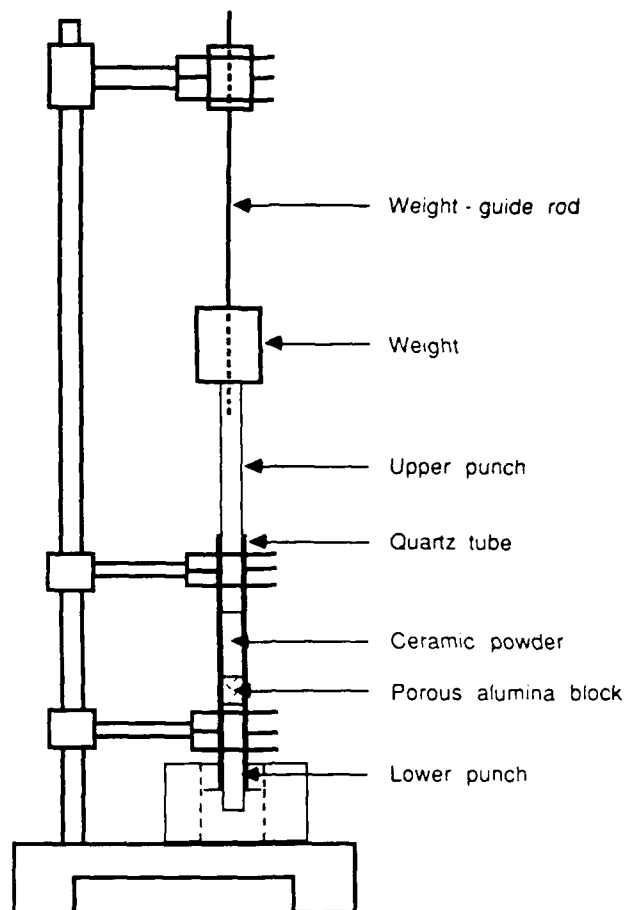 Weight - guide rod
Weight
Upper punch
Quartz tube
Ceramic powder
Porous alumina block
Lower punch